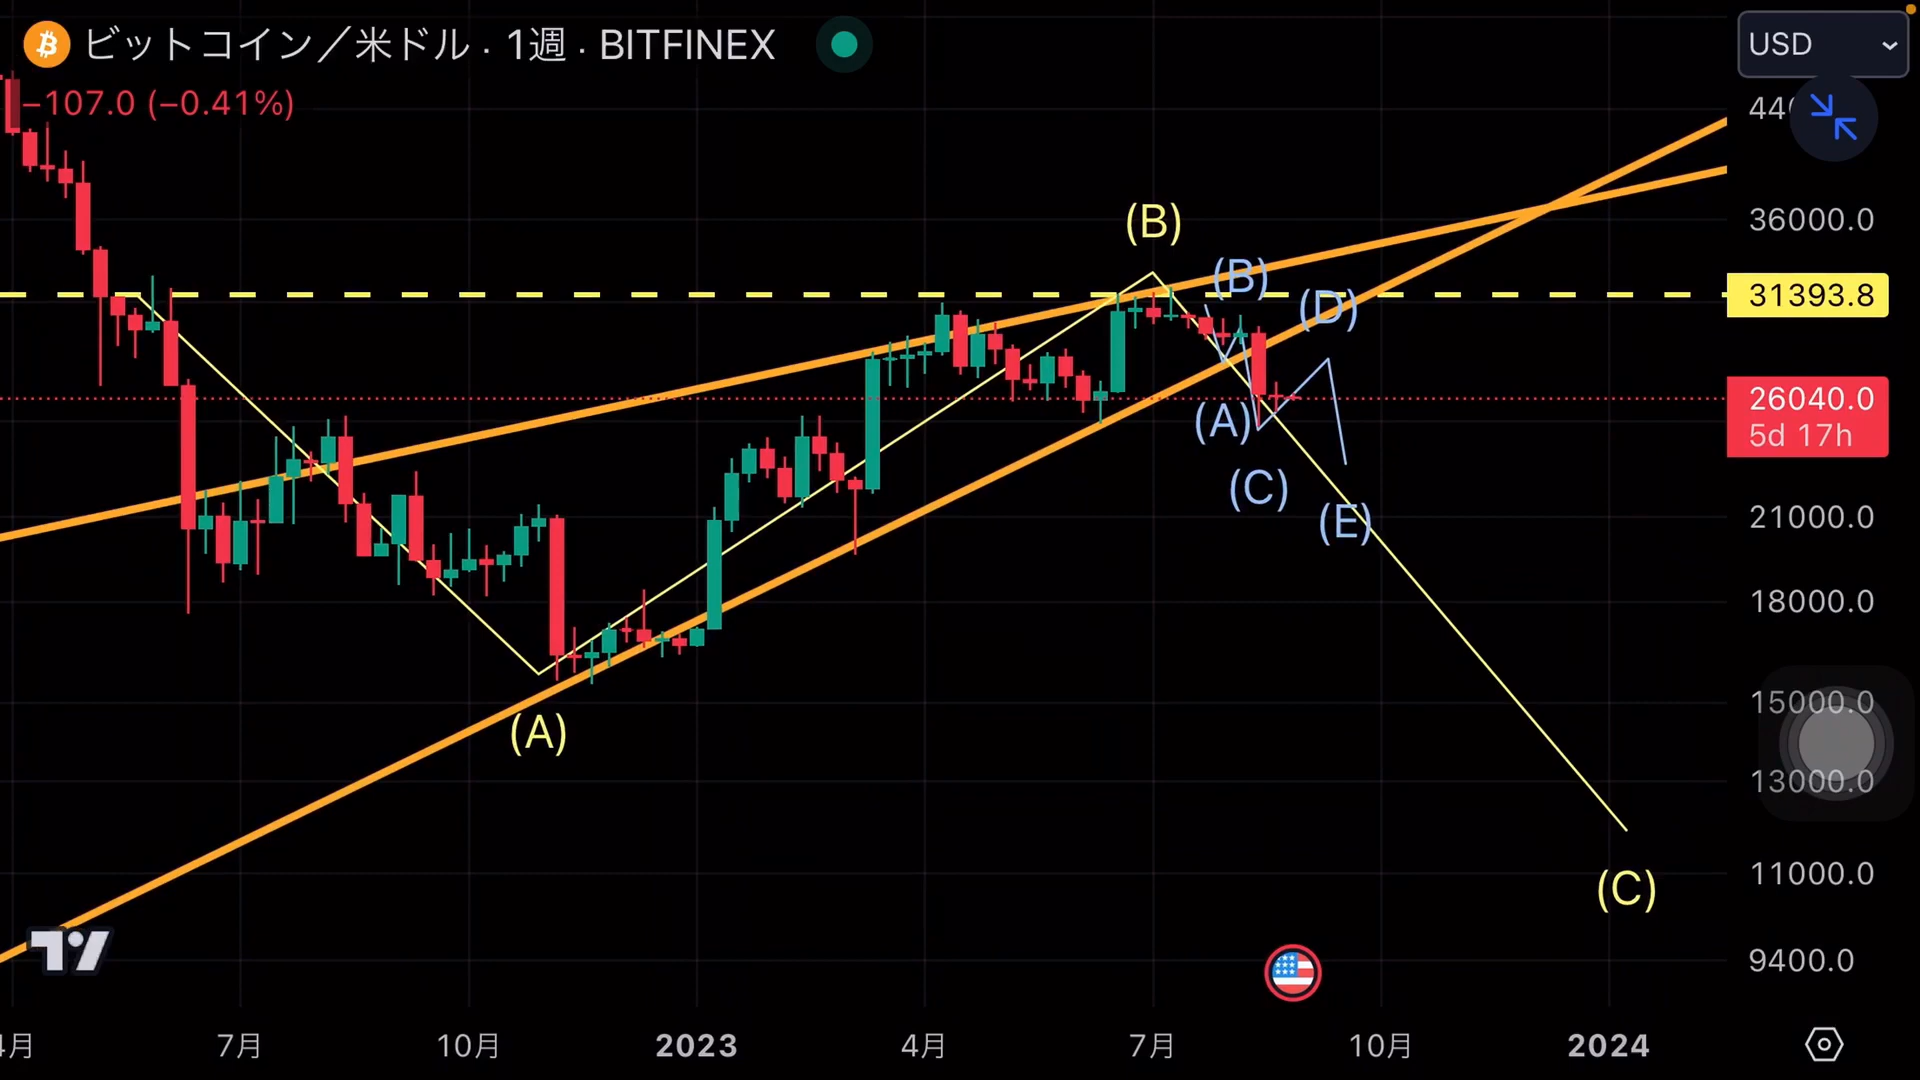 ビットコイン／米ドル · 1週 · BITFINEX
USD
−107.0 (−0.41%)
36000.0
31393.8
26040.0
5d 17h
21000.0
18000.0
15000.0
13000.0
11000.0
9400.0
(B)
(B)
(D)
(A)
(C)
(E)
(A)
(C)
7月
10月
2023
4月
7月
10月
2024